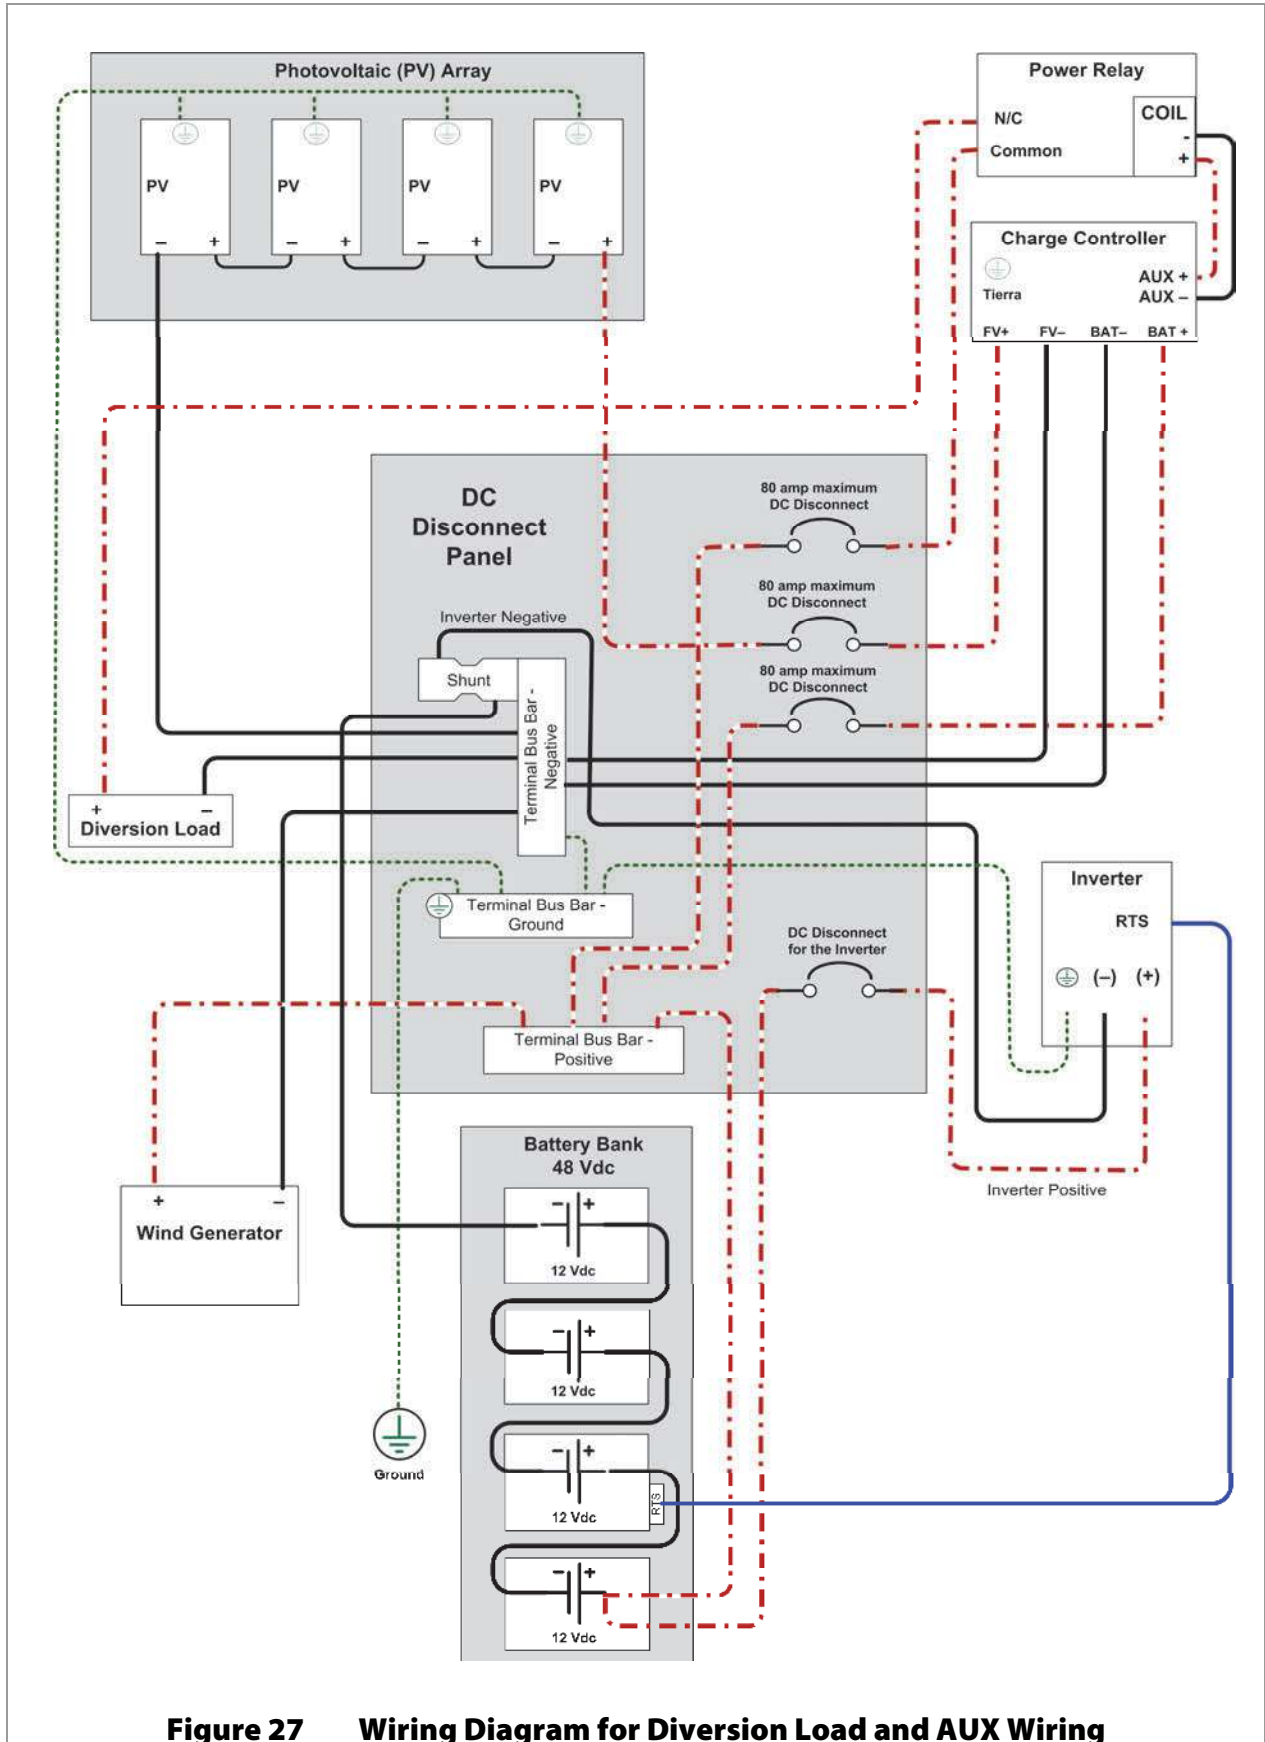 Photovoltaic (PV) Array
PV
PV
PV
PV
– +
– +
– +
– +
Power Relay
N/C
COIL
-
Common
+
Charge Controller
AUX +
Tierra
AUX –
FV+ FV– BAT– BAT +
DC
Disconnect
Panel
80 amp maximum
DC Disconnect
80 amp maximum
DC Disconnect
80 amp maximum
DC Disconnect
Inverter Negative
Shunt
Terminal Bus Bar -
Negative
+ –
Diversion Load
Terminal Bus Bar -
Ground
DC Disconnect
for the Inverter
Inverter
RTS
(–) (+)
Terminal Bus Bar -
Positive
Inverter Positive
+ –
Wind Generator
Battery Bank
48 Vdc
– +
12 Vdc
– +
12 Vdc
– +
12 Vdc
RTS
– +
12 Vdc
Ground
Figure 27 Wiring Diagram for Diversion Load and AUX Wiring